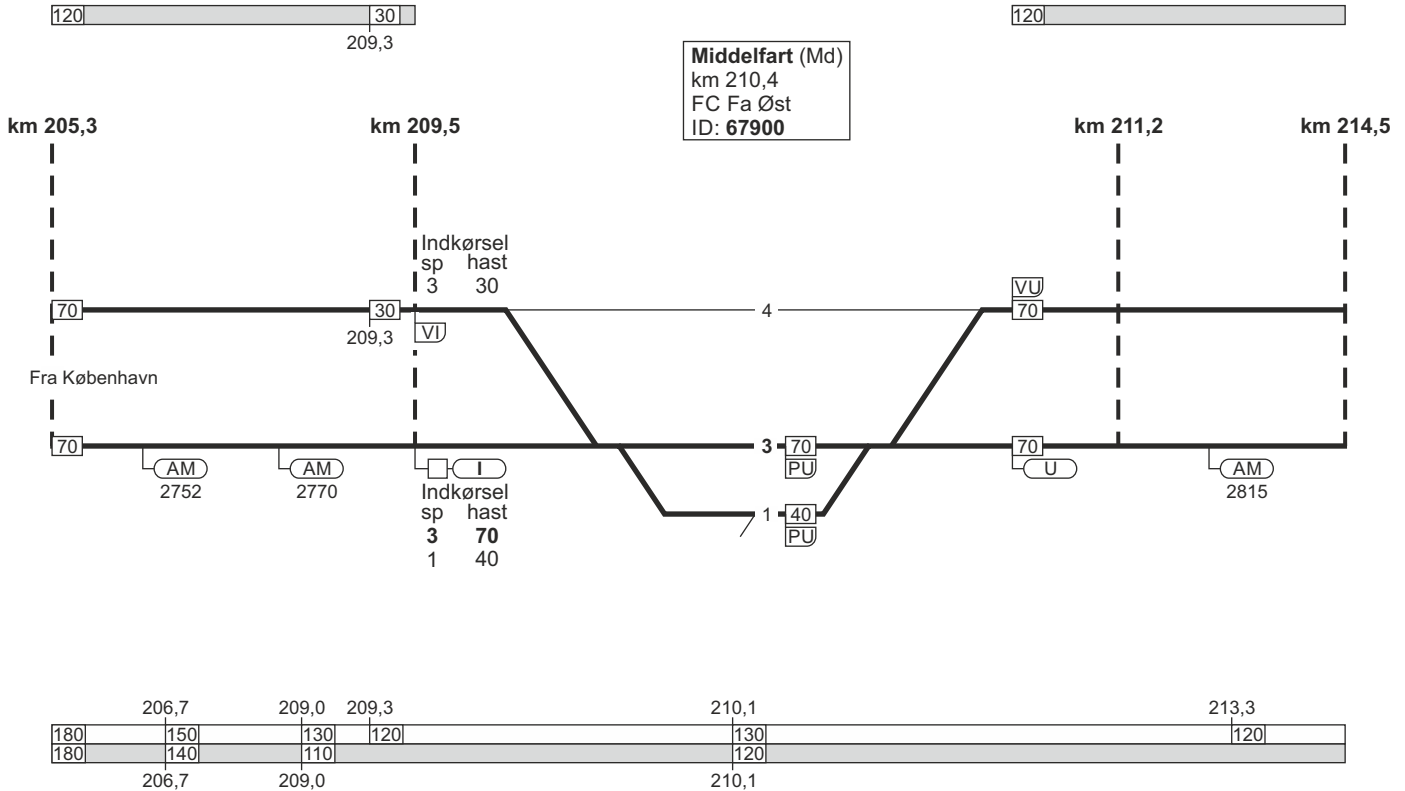 120 30 120
209,3
Middelfart (Md)
km 210,4
FC Fa Øst
ID: 67900
km 205,3 km 209,5 km 211,2 km 214,5
Indkørsel
sp hast
3 30
VU
70 30 4 70
209,3 VI
Fra København
70 3 70 70
AM AM I PU U AM
2752 2770 2815
Indkørsel
sp hast
3 70
1 40
1 40
PU
206,7 209,0 209,3 210,1 213,3
180 150 130 120 130 120
180 140 110 120
206,7 209,0 210,1